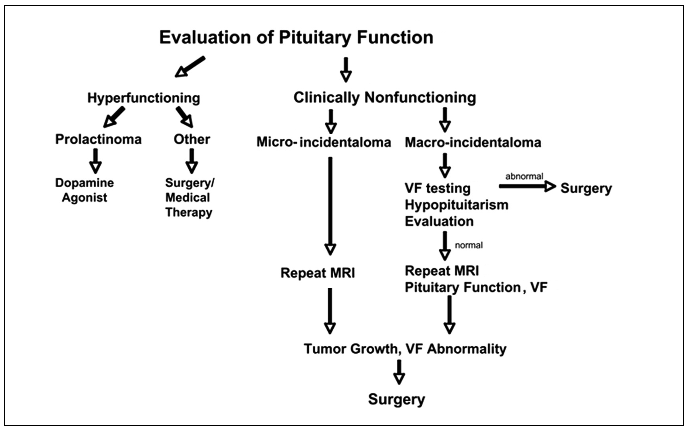 Evaluation of Pituitary Function
Hyperfunctioning
Clinically Nonfunctioning
Prolactinoma
Other
Micro-incidentaloma
Macro-incidentaloma
Dopamine
Agonist
Surgery/
Medical
Therapy
VF testing
Hypopituitarism
Evaluation
abnormal
Surgery
normal
Repeat MRI
Repeat MRI
Pituitary Function, VF
Tumor Growth, VF Abnormality
Surgery